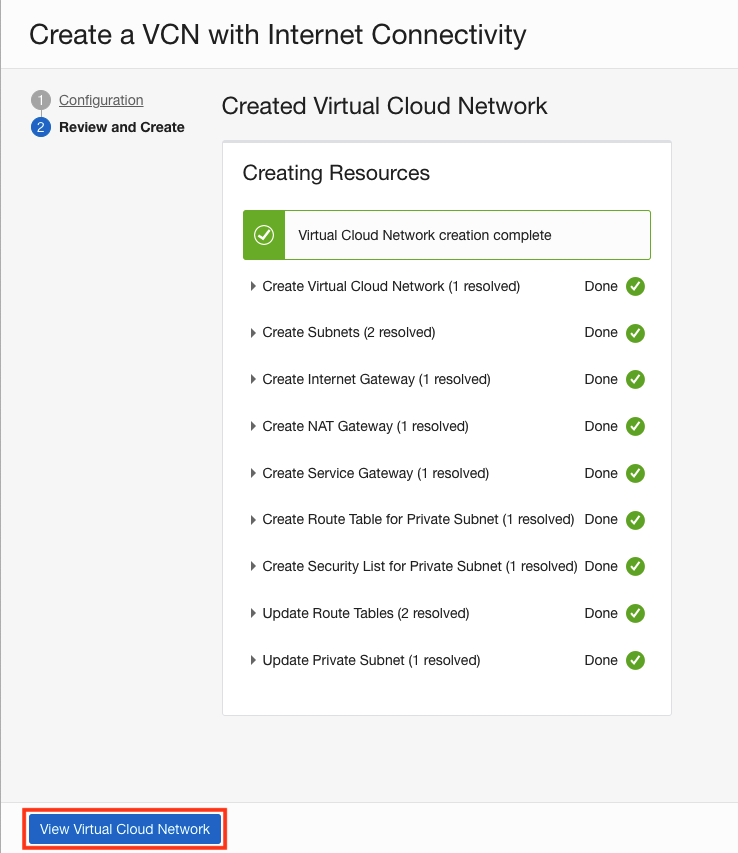 Create a VCN with Internet Connectivity
1 Configuration
2 Review and Create
Created Virtual Cloud Network
Creating Resources
Virtual Cloud Network creation complete
Create Virtual Cloud Network (1 resolved) Done
Create Subnets (2 resolved) Done
Create Internet Gateway (1 resolved) Done
Create NAT Gateway (1 resolved) Done
Create Service Gateway (1 resolved) Done
Create Route Table for Private Subnet (1 resolved) Done
Create Security List for Private Subnet (1 resolved) Done
Update Route Tables (2 resolved) Done
Update Private Subnet (1 resolved) Done
View Virtual Cloud Network